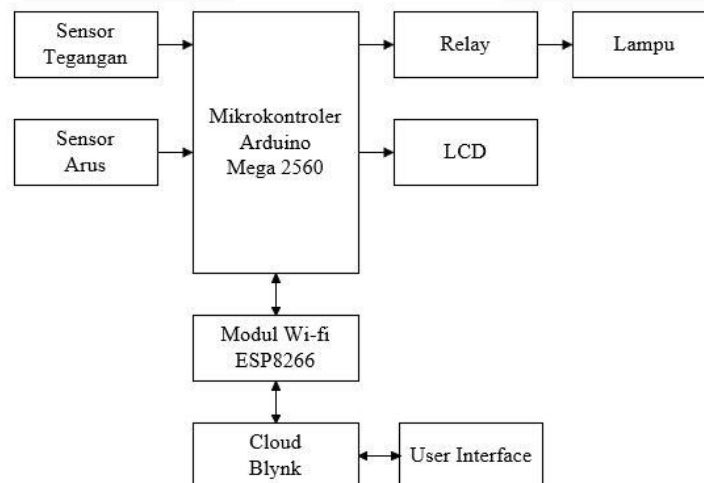 Sensor
Tegangan
Mikrokontroler
Arduino
Mega 2560
Relay
Lampu
Sensor
Arus
LCD
Modul Wi-fi
ESP8266
Cloud
Blynk
User Interface